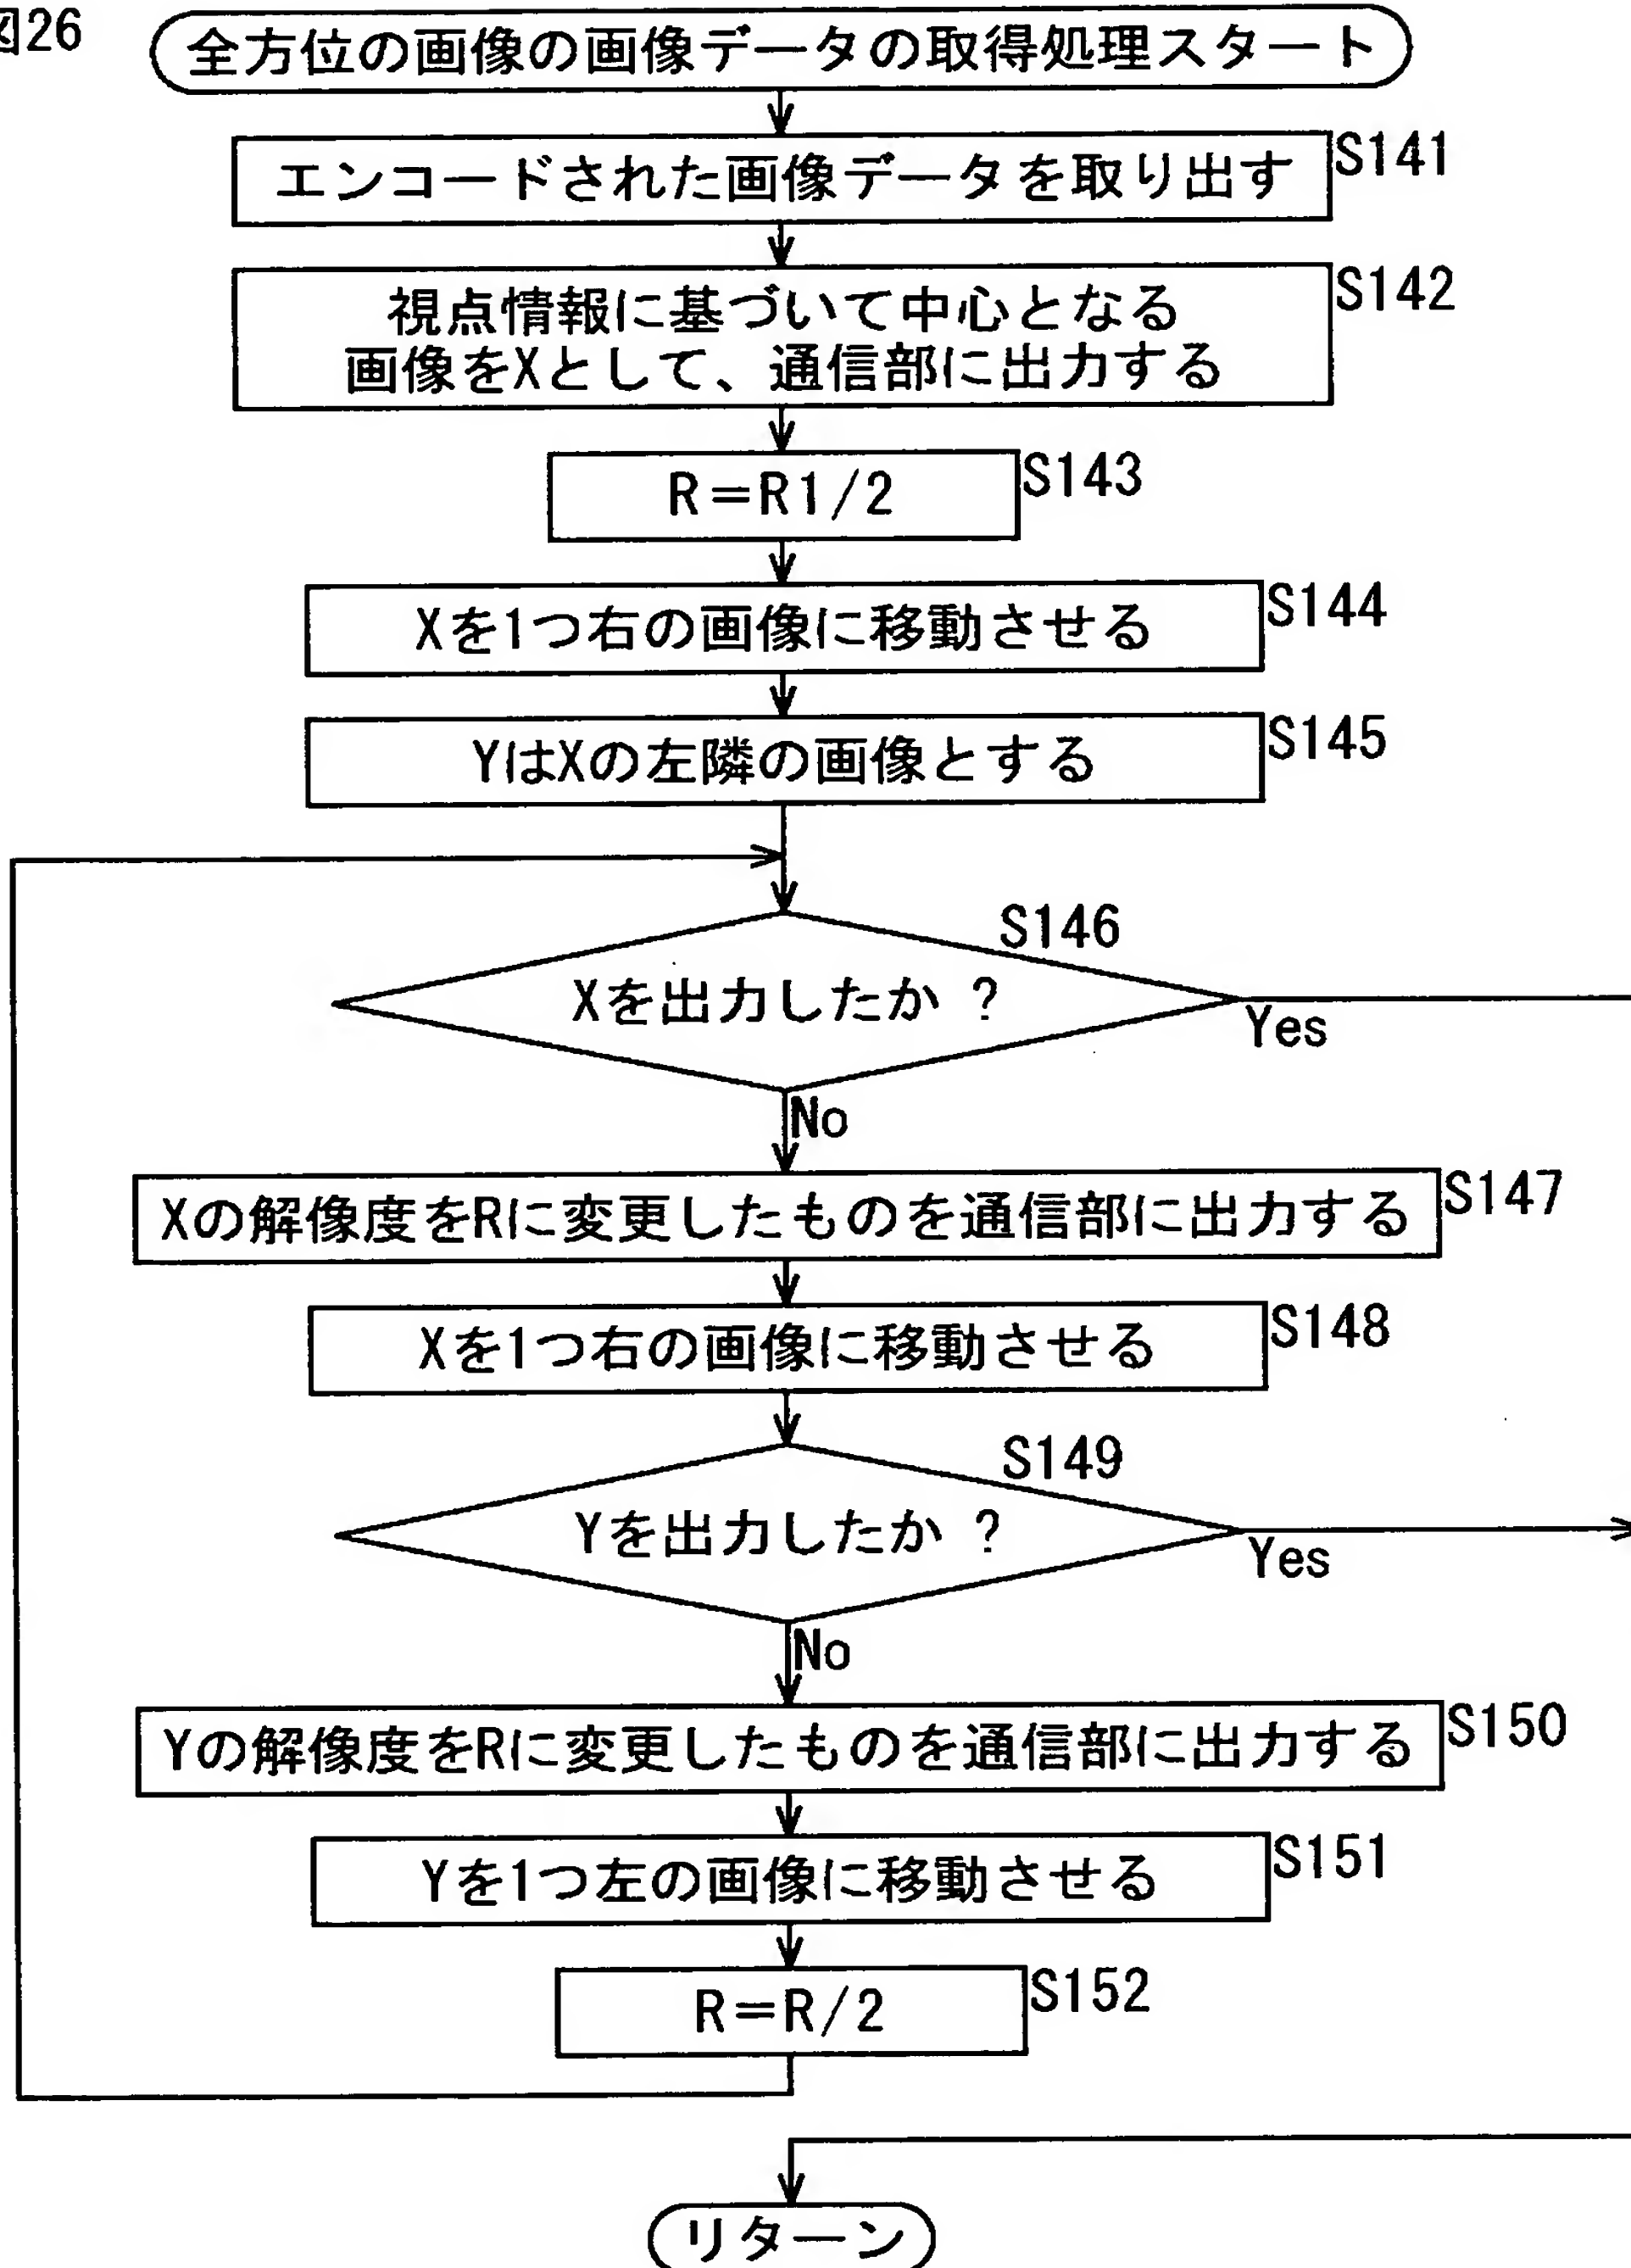 図26
全方位の画像の画像データの取得処理スタート
エンコードされた画像データを取り出す
S141
視点情報に基づいて中心となる
画像をXとして、通信部に出力する
S142
R=R1/2
S143
Xを1つ右の画像に移動させる
S144
YはXの左隣の画像とする
S145
S146
Xを出力したか ?
Yes
No
Xの解像度をRに変更したものを通信部に出力する
S147
Xを1つ右の画像に移動させる
S148
S149
Yを出力したか ?
Yes
No
Yの解像度をRに変更したものを通信部に出力する
S150
Yを1つ左の画像に移動させる
S151
R=R/2
S152
リターン